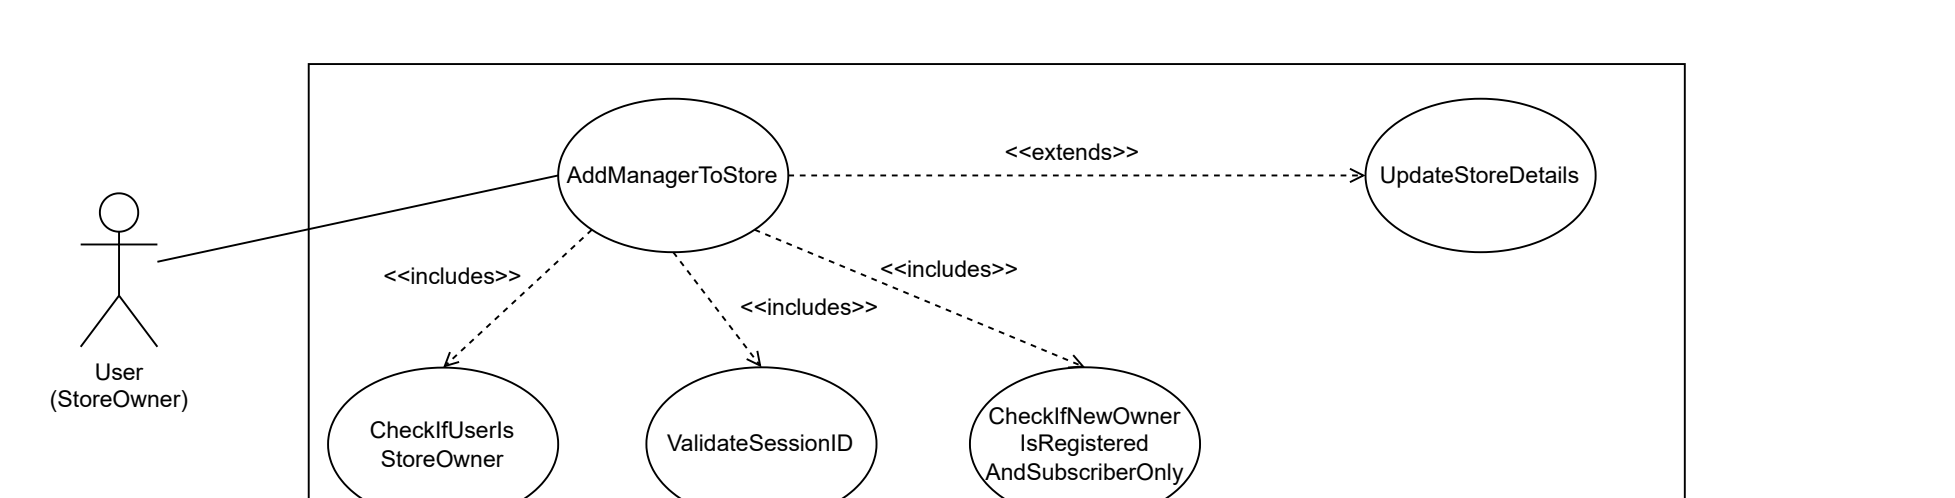 <<extends>>
AddManagerToStore
UpdateStoreDetails
<<includes>>
<<includes>>
<<includes>>
User
(StoreOwner)
CheckIfUserIs
StoreOwner
ValidateSessionID
CheckIfNewOwner
IsRegistered
AndSubscriberOnly